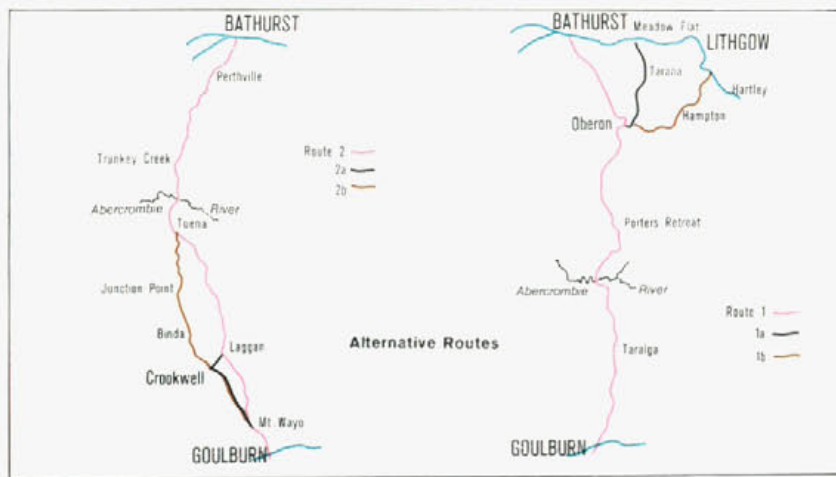 BATHURST
Perthville
Trunkey Creek
Route 2
2a
2b
Abercrombie River
Tuena
Junction Point
Binda
Laggan
Crookwell
Mt. Wayo
GOULBURN
Alternative Routes
BATHURST
Meadow Flat
LITHGOW
Tarana
Hartley
Hampton
Oberon
Porters Retreat
Abercrombie River
Route 1
1a
1b
Taralga
GOULBURN